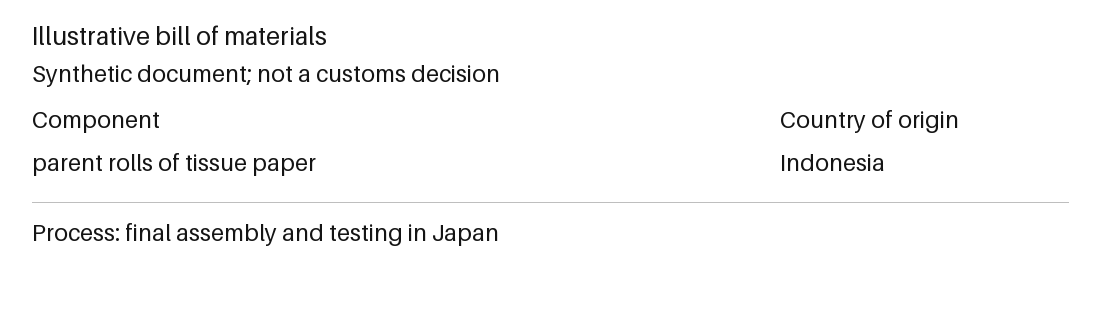 Illustrative bill of materials
Synthetic document; not a customs decision
Component Country of origin
parent rolls of tissue paper Indonesia
Process: final assembly and testing in Japan